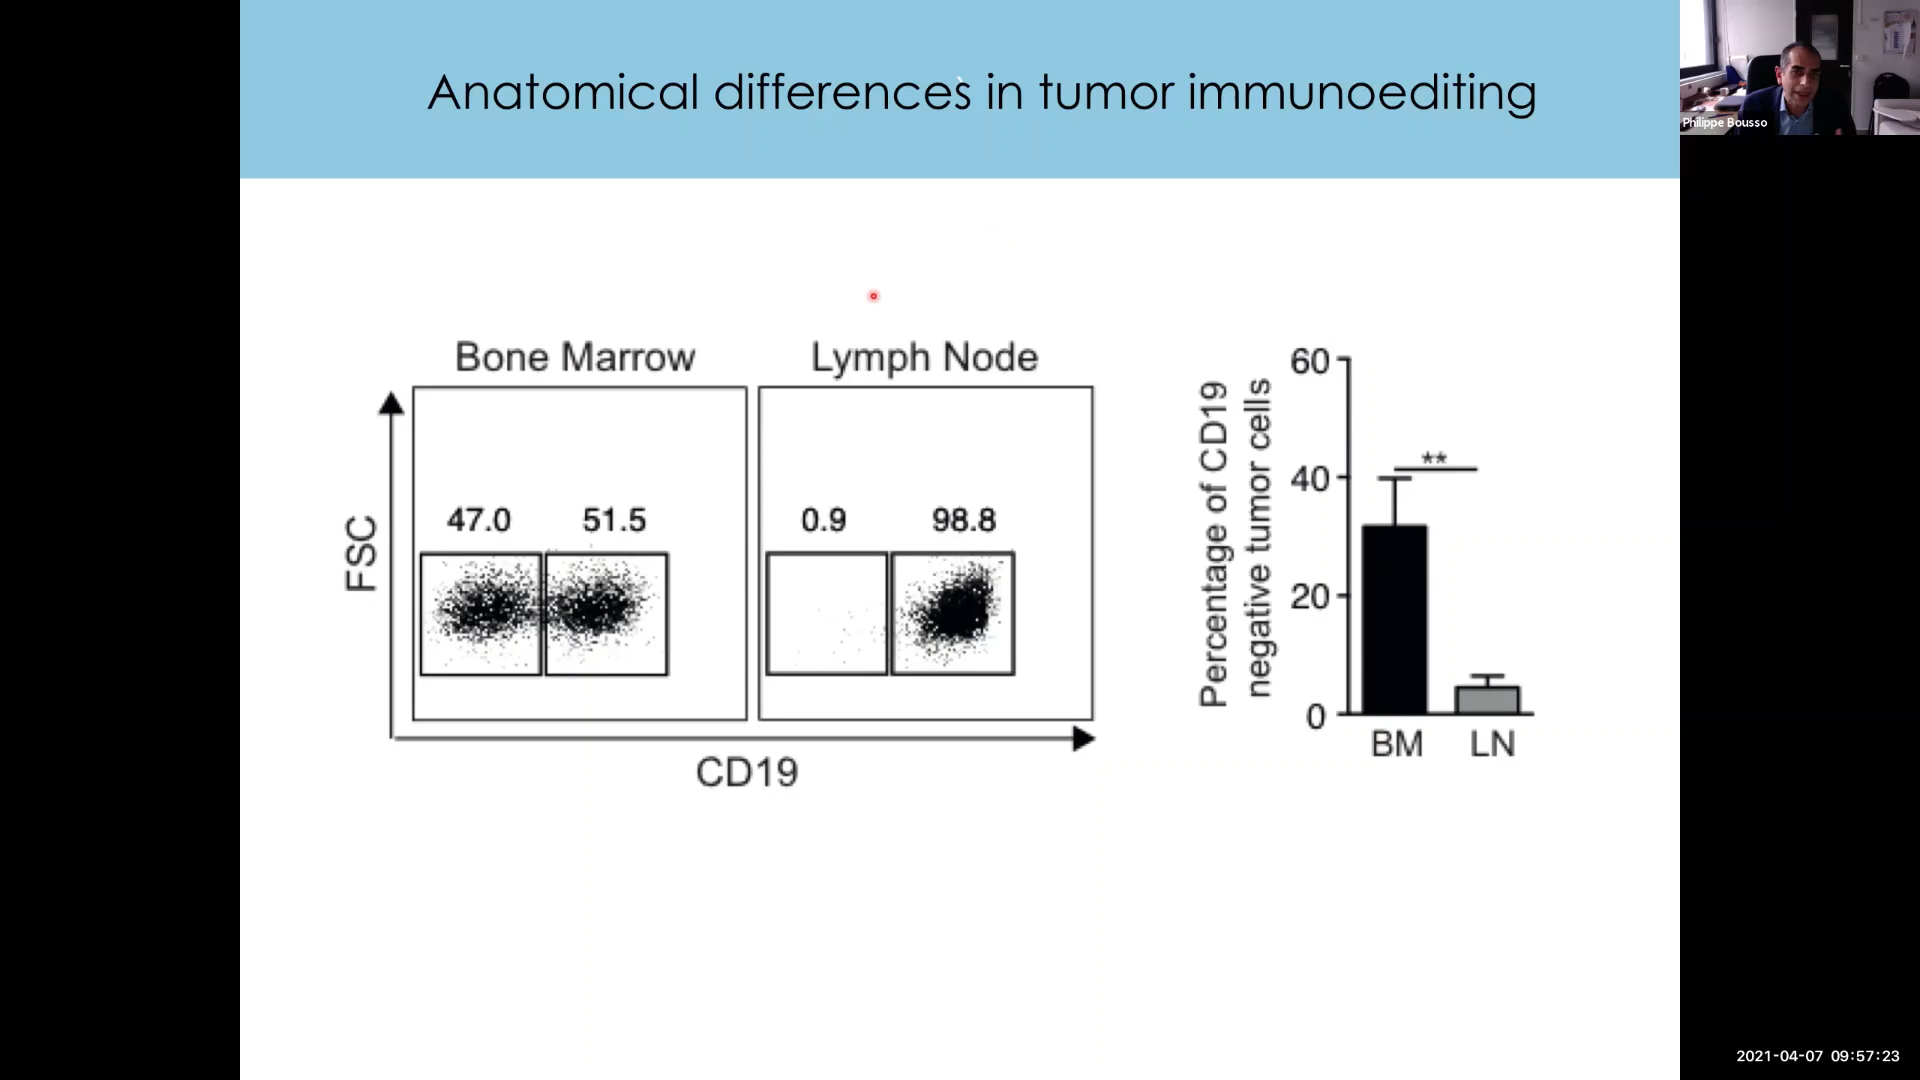 Anatomical differences in tumor immunoediting
Philippe Bousso
Bone Marrow
Lymph Node
47.0
51.5
0.9
98.8
FSC
CD19
Percentage of CD19
negative tumor cells
60
40
20
0
**
BM
LN
2021-04-07 09:57:23